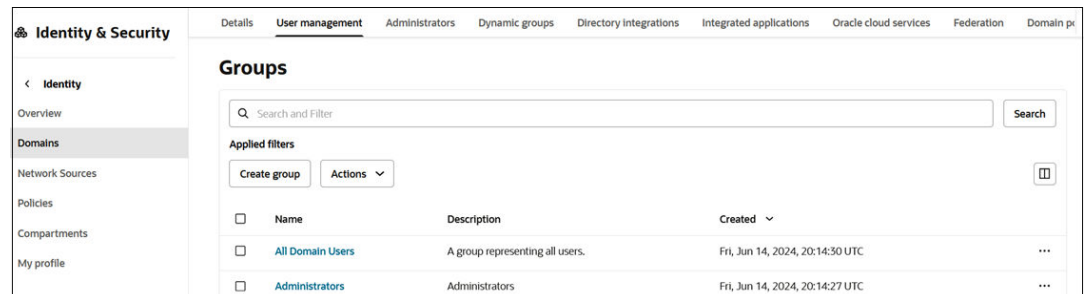 Identity & Security
Details User management Administrators Dynamic groups Directory integrations Integrated applications Oracle cloud services Federation Domain
Identity
Overview
Domains
Network Sources
Policies
Compartments
My profile
Groups
Search and Filter
Search
Applied filters
Create group Actions
Name Description Created
All Domain Users A group representing all users. Fri, Jun 14, 2024, 20:14:30 UTC
Administrators Administrators Fri, Jun 14, 2024, 20:14:27 UTC